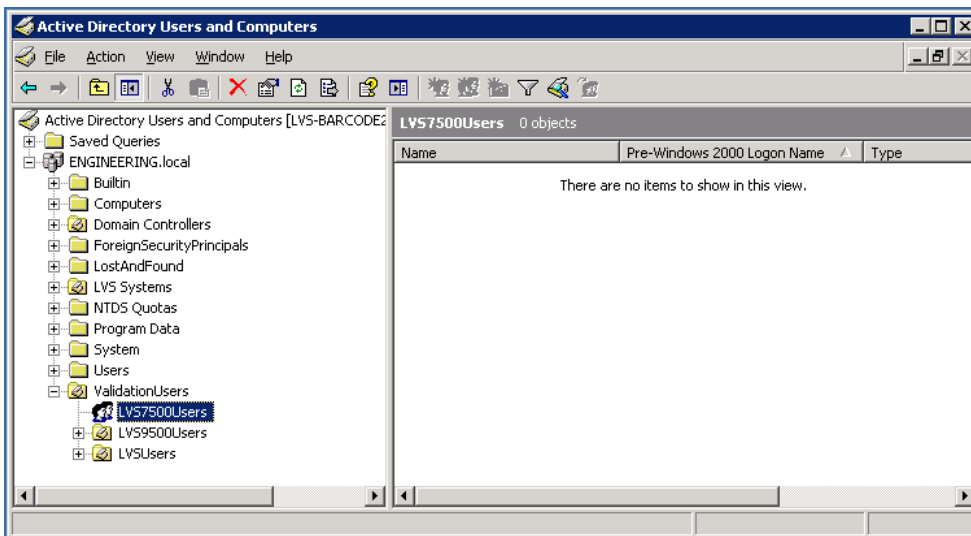 Active Directory Users and Computers
File Action View Window Help
Active Directory Users and Computers [LVS-BARCODE2
Saved Queries
ENGINEERING.local
Builtin
Computers
Domain Controllers
ForeignSecurityPrincipals
LostAndFound
LVS Systems
NTDS Quotas
Program Data
System
Users
ValidationUsers
LVS7500Users
LVS9500Users
LVSUsers
LVS7500Users 0 objects
Name Pre-Windows 2000 Logon Name Type
There are no items to show in this view.